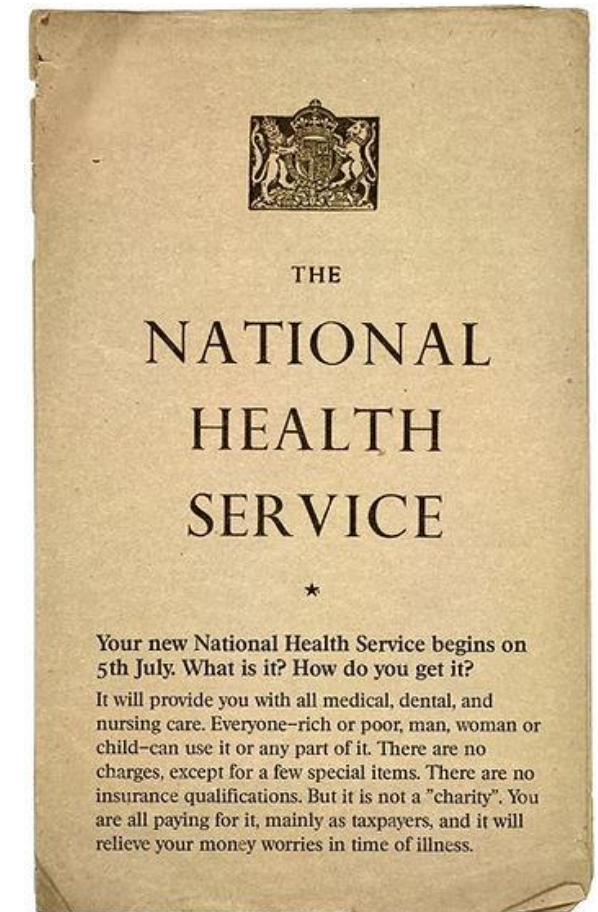 THE
NATIONAL
HEALTH
SERVICE
Your new National Health Service begins on
5th July. What is it? How do you get it?
It will provide you with all medical, dental, and
nursing care. Everyone–rich or poor, man, woman or
child–can use it or any part of it. There are no
charges, except for a few special items. There are no
insurance qualifications. But it is not a "charity". You
are all paying for it, mainly as taxpayers, and it will
relieve your money worries in time of illness.